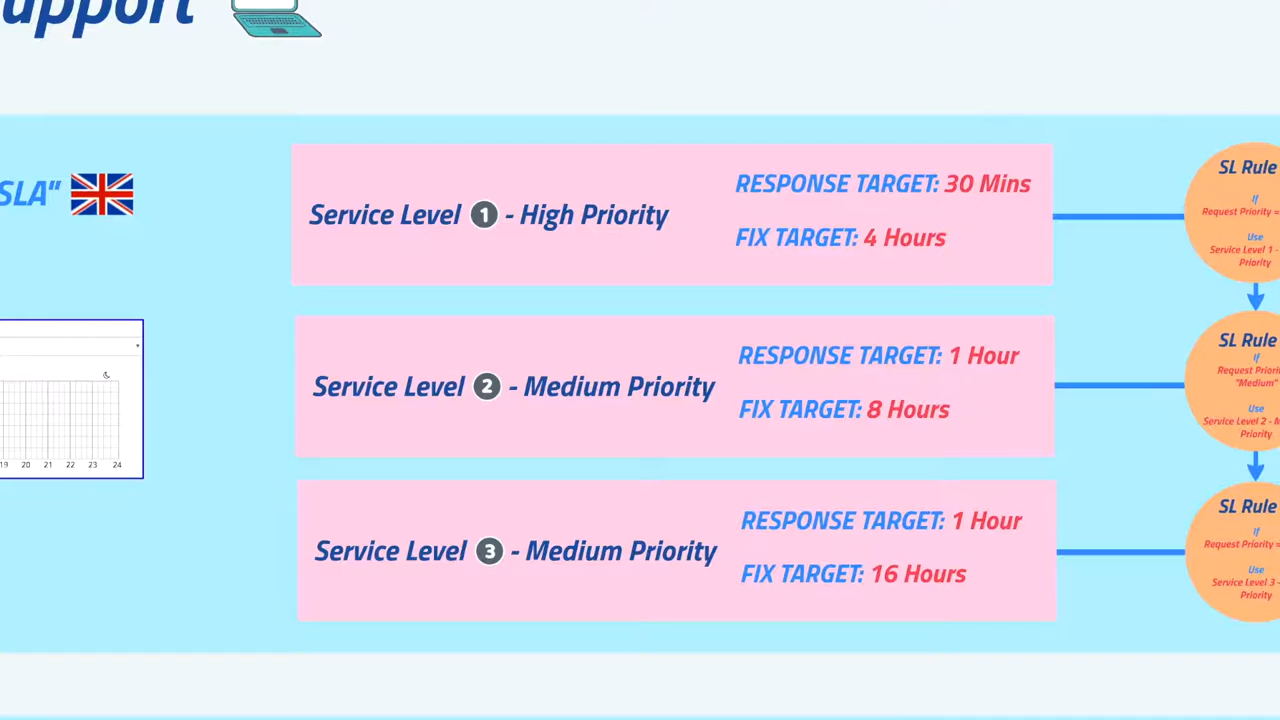 upport
SLA"
Service Level 1 - High Priority
RESPONSE TARGET: 30 Mins
FIX TARGET: 4 Hours
SL Rule
If
Request Priority =
Use
Service Level 1 -
Priority
Service Level 2 - Medium Priority
RESPONSE TARGET: 1 Hour
FIX TARGET: 8 Hours
SL Rule
If
Request Priori
"Medium"
Use
Service Level 2 - M
Priority
19 20 21 22 23 24
Service Level 3 - Medium Priority
RESPONSE TARGET: 1 Hour
FIX TARGET: 16 Hours
SL Rule
If
Request Priority =
Use
Service Level 3 -
Priority